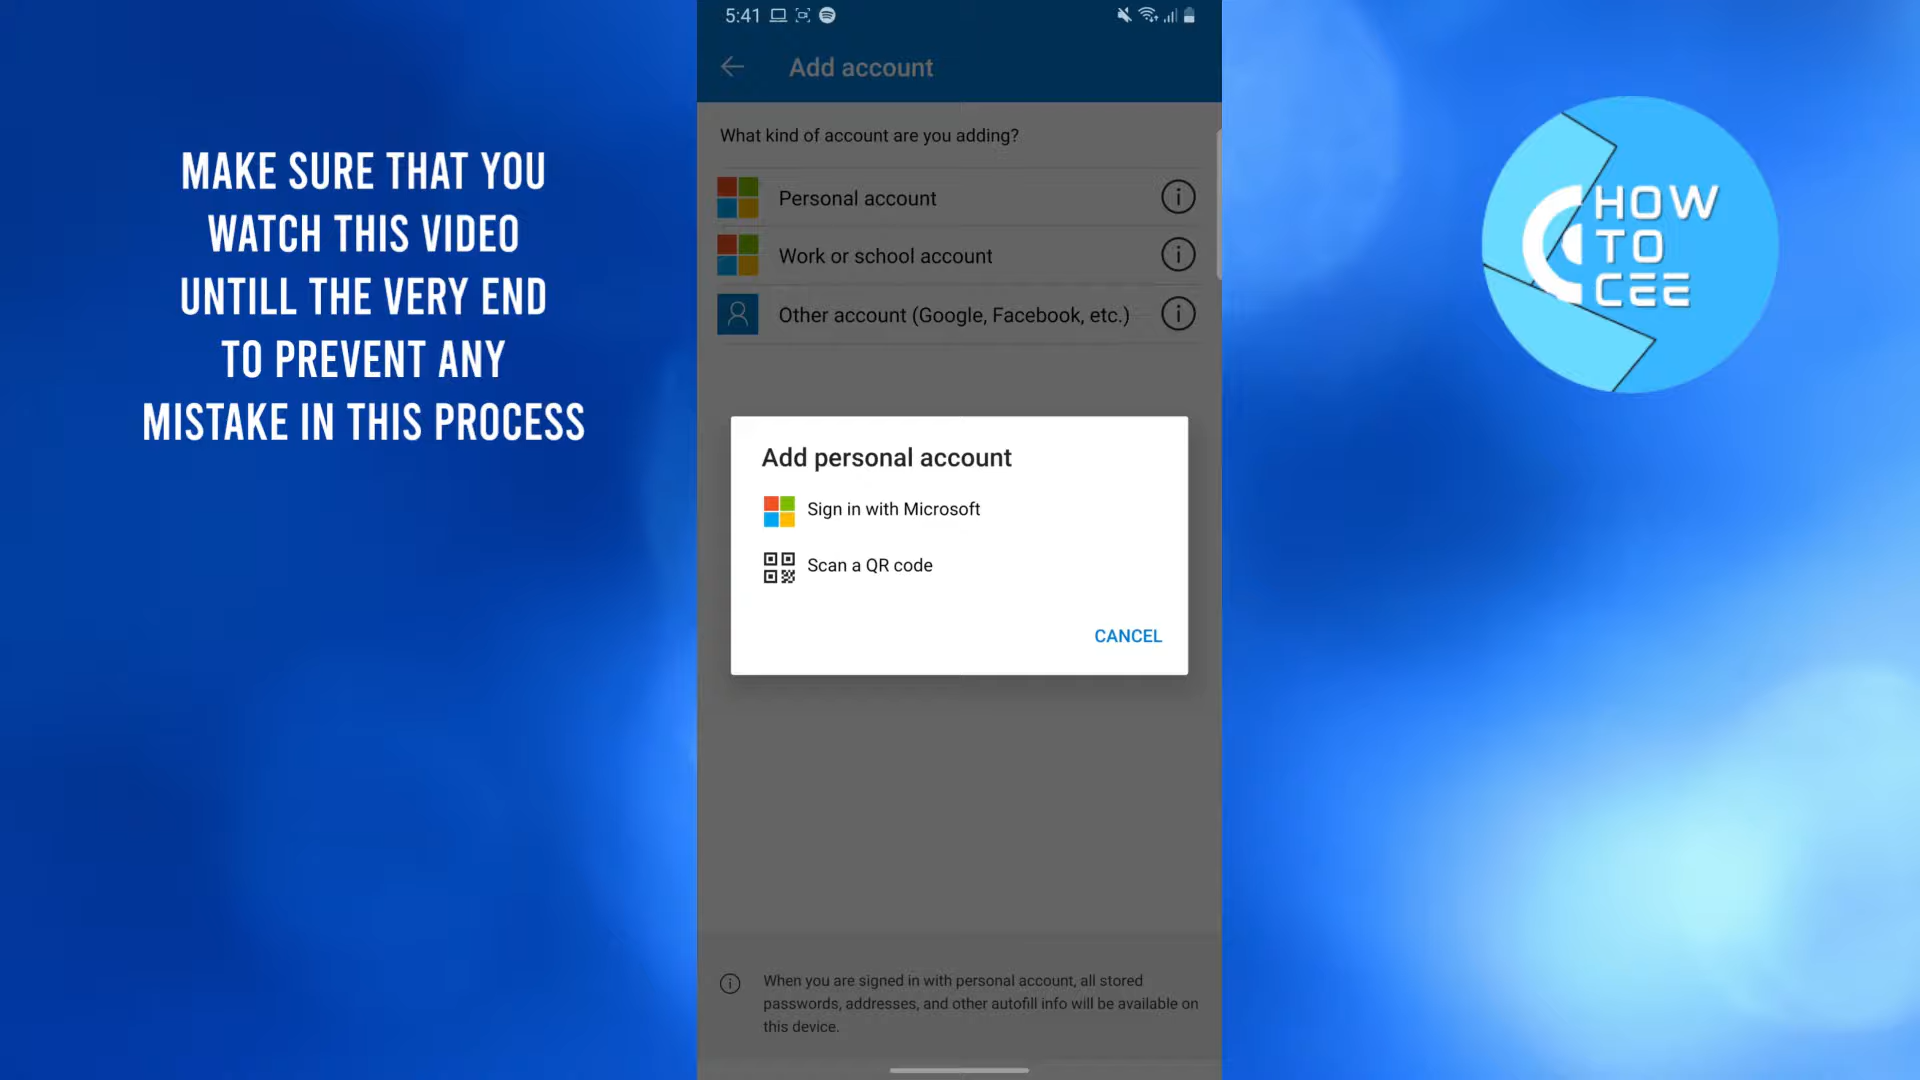 MAKE SURE THAT YOU
WATCH THIS VIDEO
UNTILL THE VERY END
TO PREVENT ANY
MISTAKE IN THIS PROCESS
5:41
Add account
What kind of account are you adding?
Personal account
Work or school account
Other account (Google, Facebook, etc.)
Add personal account
Sign in with Microsoft
Scan a QR code
CANCEL
When you are signed in with personal account, all stored
passwords, addresses, and other autofill info will be available on
this device.
HOW
TO
CEE